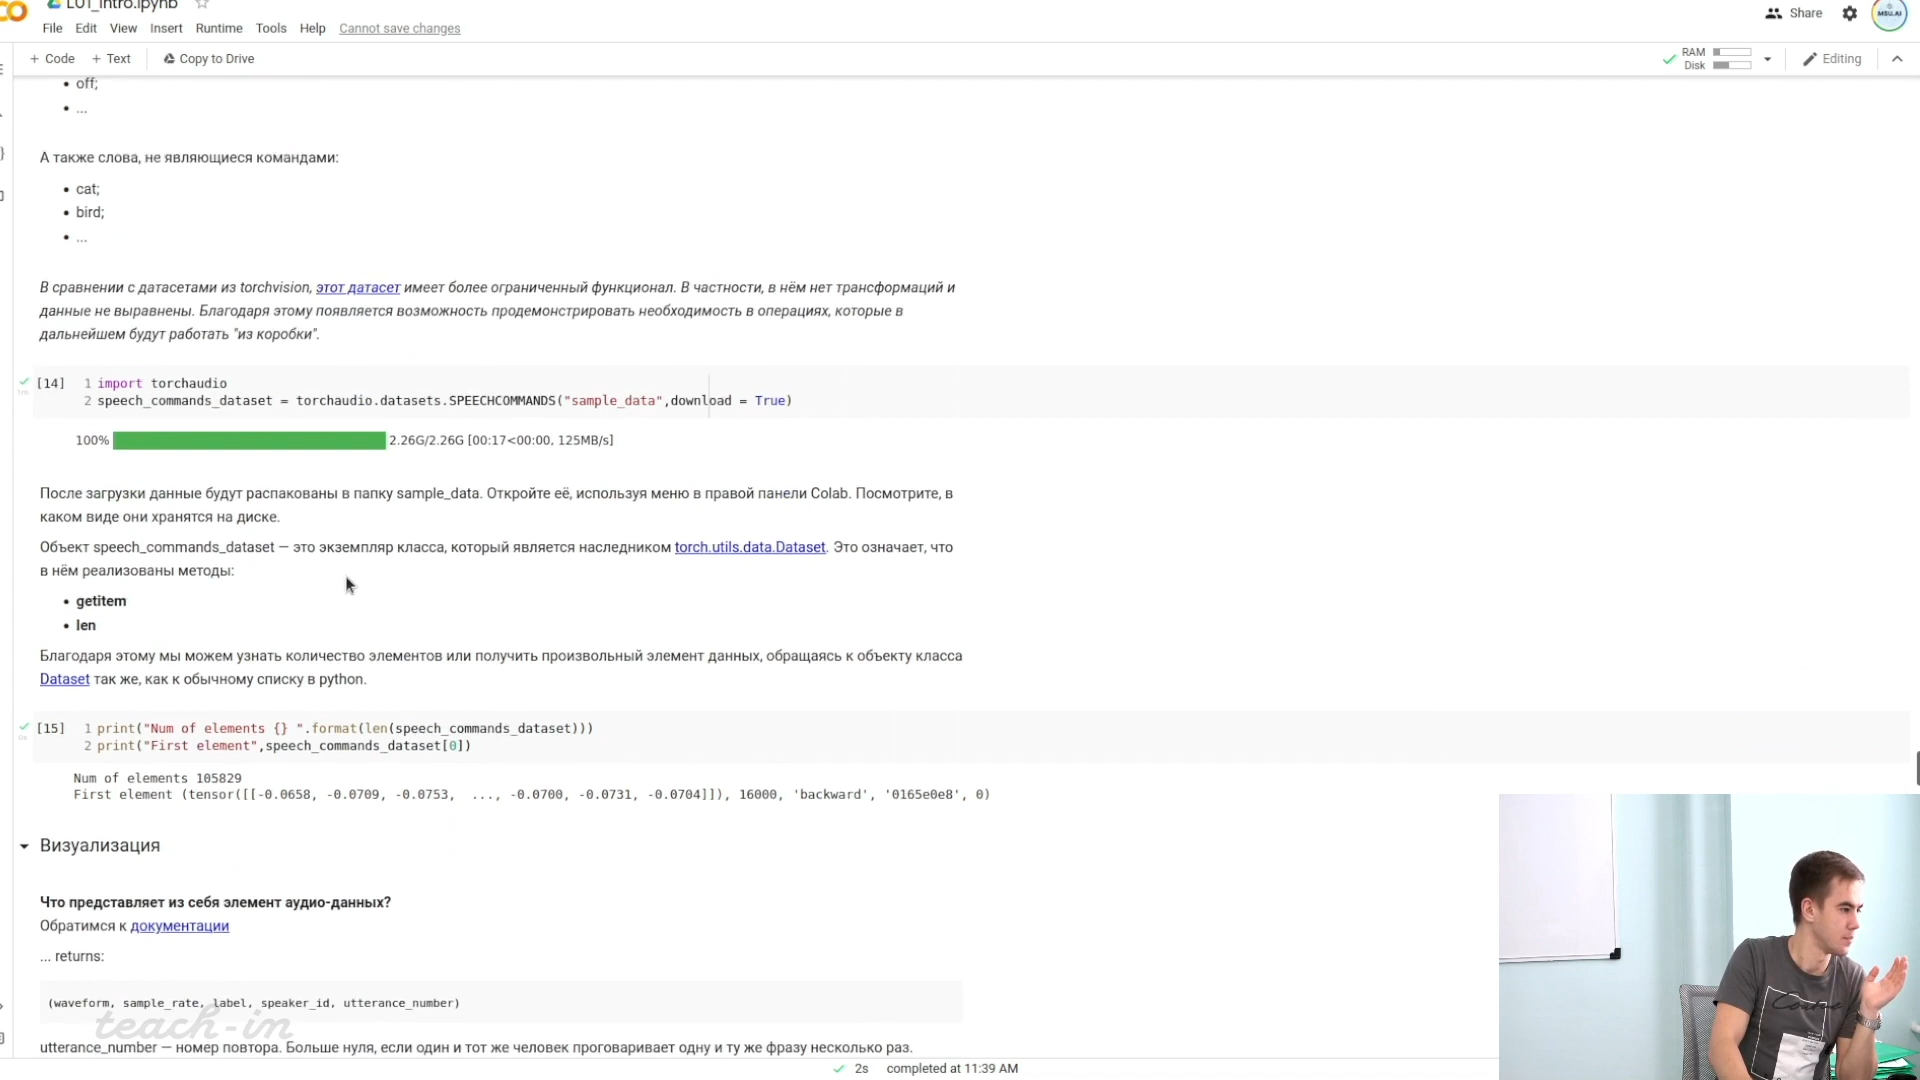 L01_Intro.ipynb
File Edit View Insert Runtime Tools Help Cannot save changes
Share
MSU.AI
+ Code + Text Copy to Drive
RAM
Disk
Editing
• off;
• ...
А также слова, не являющиеся командами:
• cat;
• bird;
• ...
В сравнении с датасетами из torchvision, этот датасет имеет более ограниченный функционал. В частности, в нём нет трансформаций и
данные не выравнены. Благодаря этому появляется возможность продемонстрировать необходимость в операциях, которые в
дальнейшем будут работать "из коробки".
[14] 1 import torchaudio
1m 2 speech_commands_dataset = torchaudio.datasets.SPEECHCOMMANDS("sample_data",download = True)
100% 2.26G/2.26G [00:17<00:00, 125MB/s]
После загрузки данные будут распакованы в папку sample_data. Откройте её, используя меню в правой панели Colab. Посмотрите, в
каком виде они хранятся на диске.
Объект speech_commands_dataset — это экземпляр класса, который является наследником torch.utils.data.Dataset. Это означает, что
в нём реализованы методы:
• getitem
• len
Благодаря этому мы можем узнать количество элементов или получить произвольный элемент данных, обращаясь к объекту класса
Dataset так же, как к обычному списку в python.
[15] 1 print("Num of elements {} ".format(len(speech_commands_dataset)))
0s 2 print("First element",speech_commands_dataset[0])
Num of elements 105829
First element (tensor([[-0.0658, -0.0709, -0.0753, ..., -0.0700, -0.0731, -0.0704]]), 16000, 'backward', '0165e0e8', 0)
Визуализация
Что представляет из себя элемент аудио-данных?
Обратимся к документации
... returns:
(waveform, sample_rate, label, speaker_id, utterance_number)
teach-in
utterance_number — номер повтора. Больше нуля, если один и тот же человек проговаривает одну и ту же фразу несколько раз.
2s completed at 11:39 AM